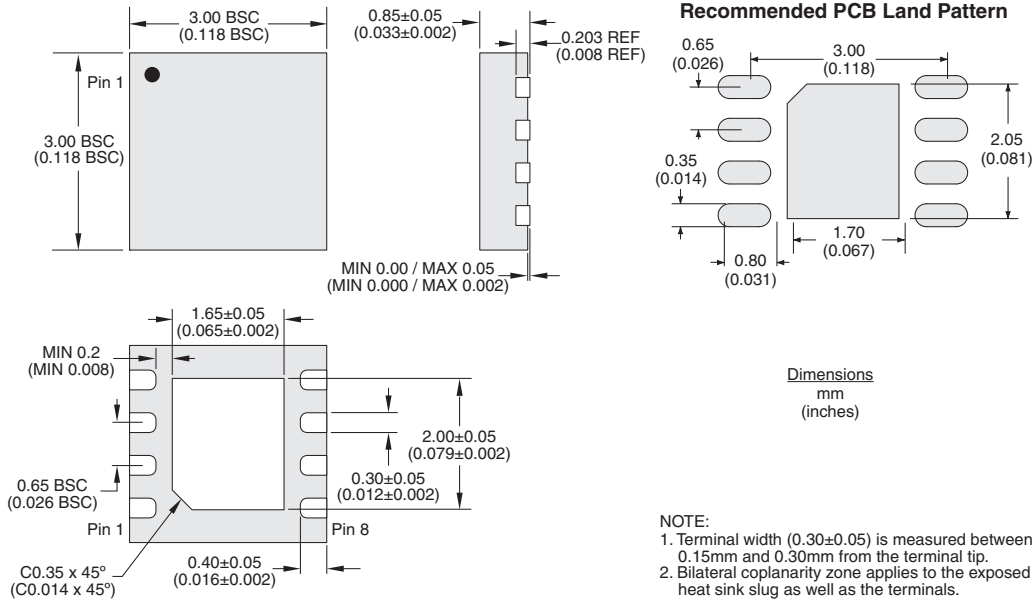 3.00 BSC
(0.118 BSC)
Pin 1
3.00 BSC
(0.118 BSC)
0.85±0.05
(0.033±0.002)
0.203 REF
(0.008 REF)
MIN 0.00 / MAX 0.05
(MIN 0.000 / MAX 0.002)
Recommended PCB Land Pattern
0.65
(0.026)
3.00
(0.118)
2.05
(0.081)
0.35
(0.014)
1.70
(0.067)
0.80
(0.031)
1.65±0.05
(0.065±0.002)
MIN 0.2
(MIN 0.008)
2.00±0.05
(0.079±0.002)
0.30±0.05
(0.012±0.002)
0.65 BSC
(0.026 BSC)
Pin 1
Pin 8
C0.35 x 45º
(C0.014 x 45º)
0.40±0.05
(0.016±0.002)
Dimensions
mm
(inches)
NOTE:
1. Terminal width (0.30±0.05) is measured between
0.15mm and 0.30mm from the terminal tip.
2. Bilateral coplanarity zone applies to the exposed
heat sink slug as well as the terminals.